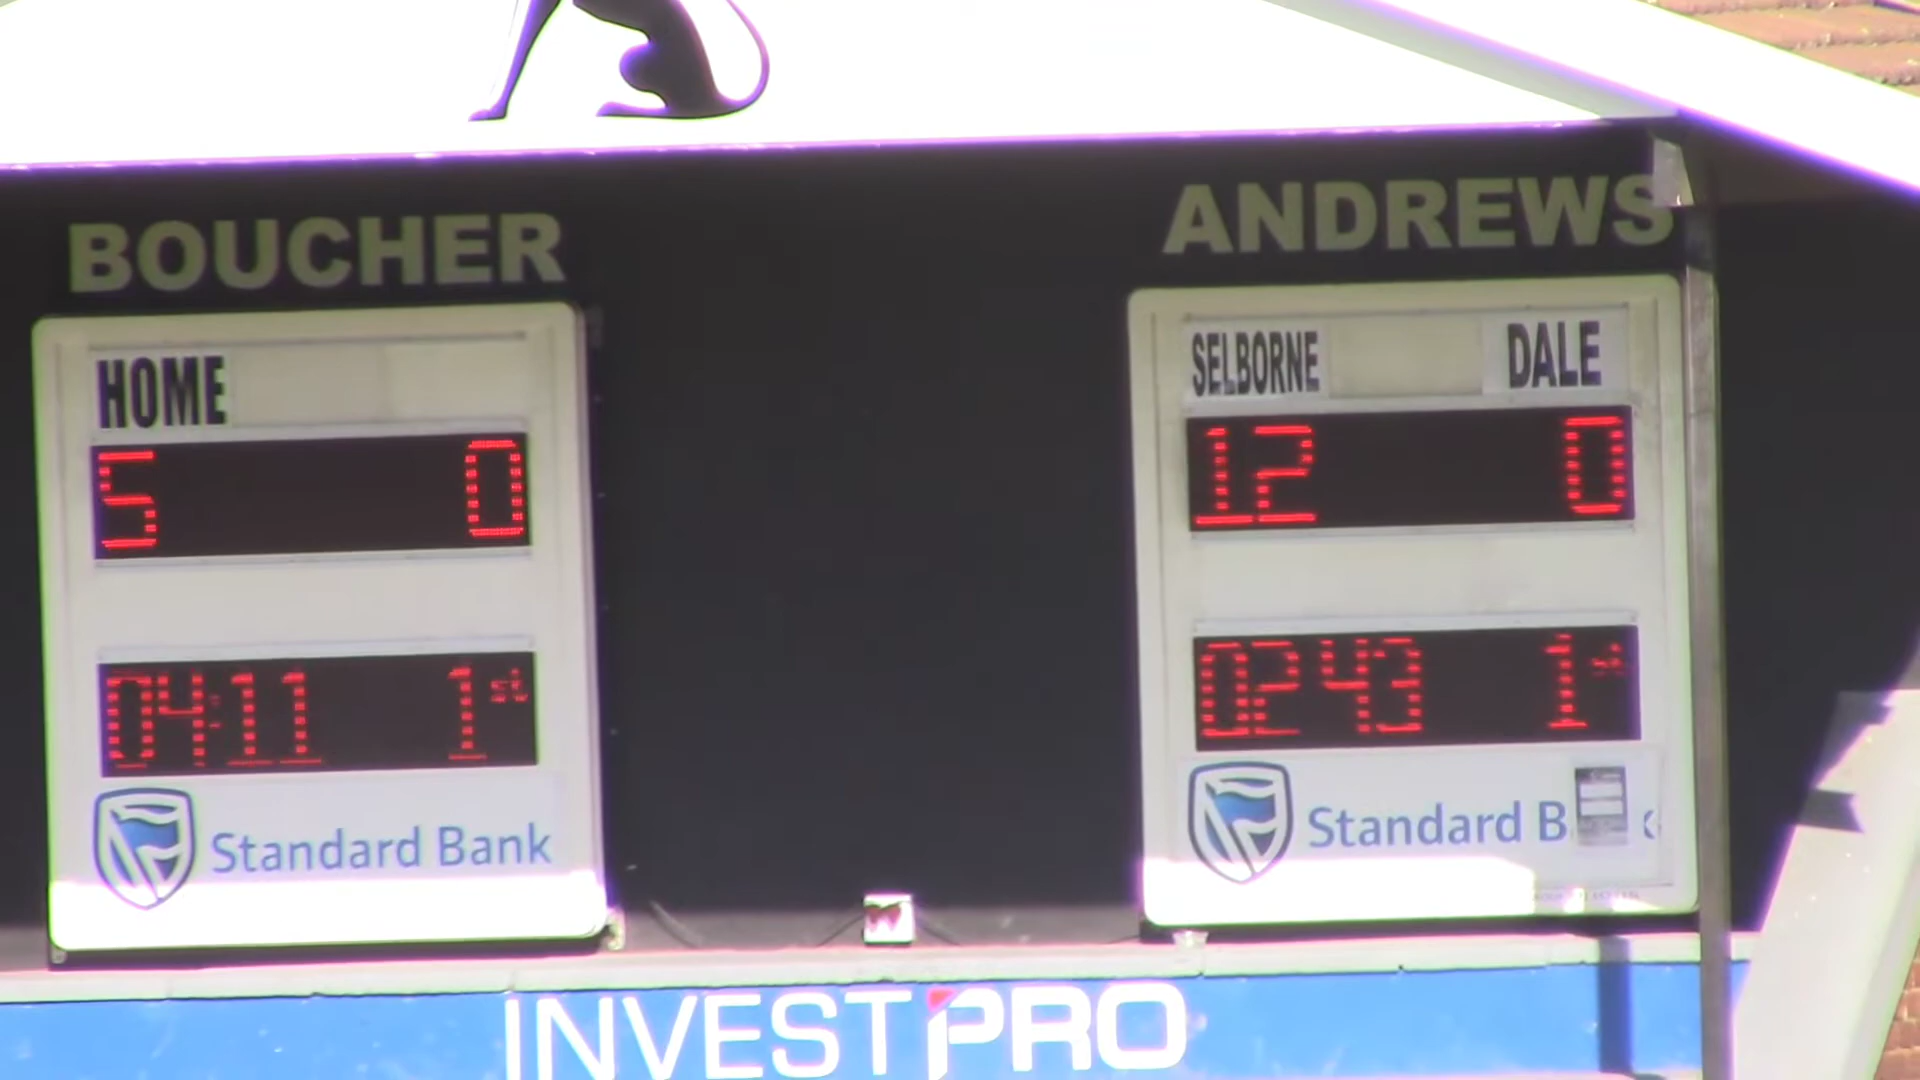 BOUCHER
HOME
5 0
04:11 1st
Standard Bank
ANDREWS
SELBORNE DALE
12 0
02:43 1st
Standard B k
INVESTPRO